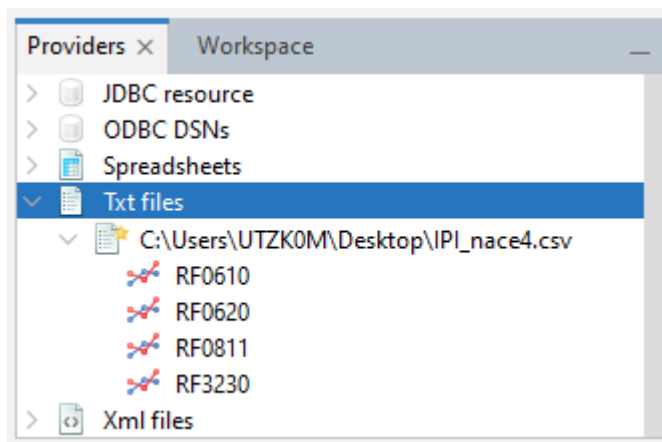 Providers Workspace
JDBC resource
ODBC DSNs
Spreadsheets
Txt files
C:\Users\UTZK0M\Desktop\IPI_nace4.csv
RF0610
RF0620
RF0811
RF3230
Xml files